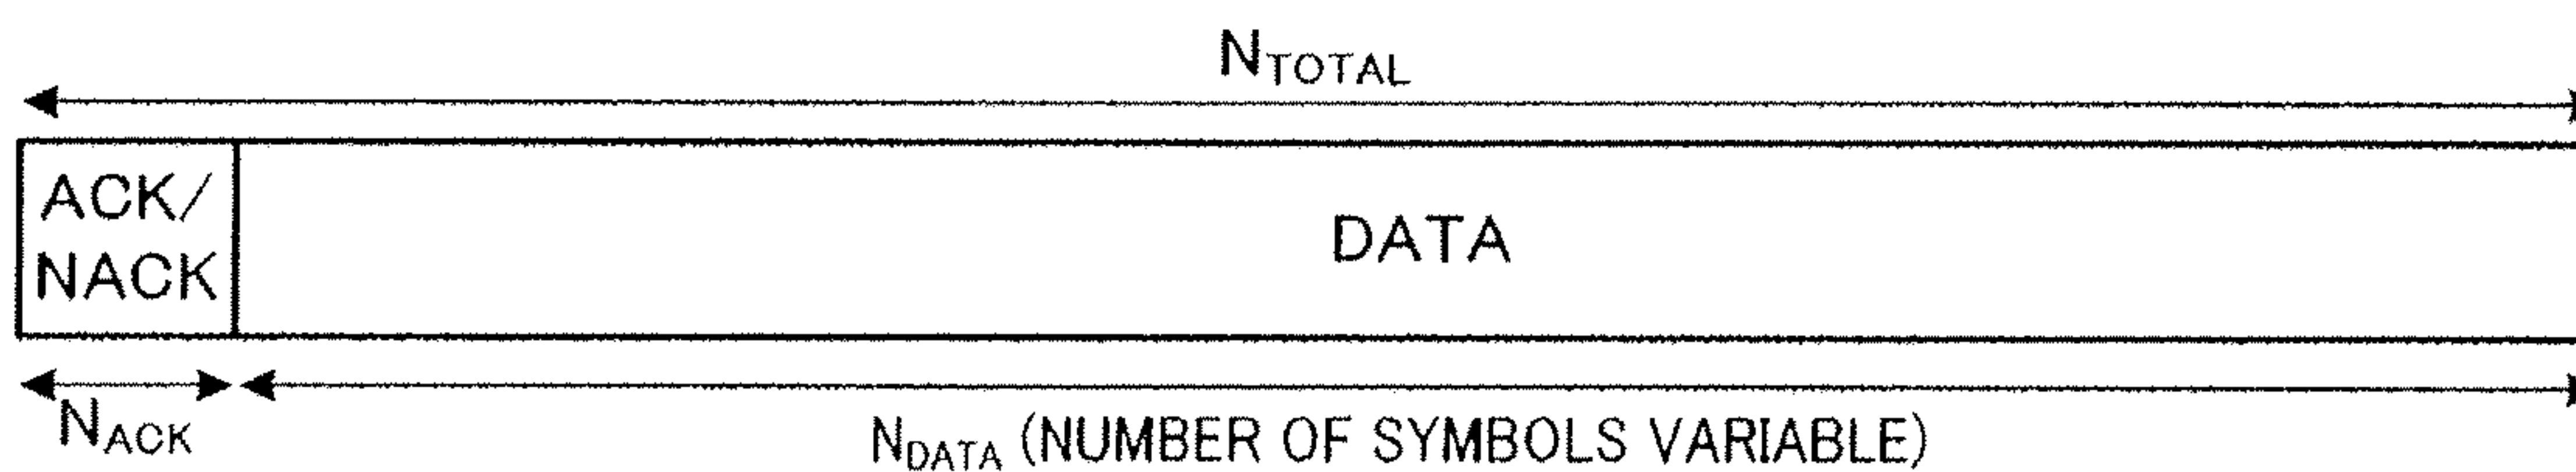 NTOTAL
ACK/
NACK
DATA
NACK
NDATA (NUMBER OF SYMBOLS VARIABLE)